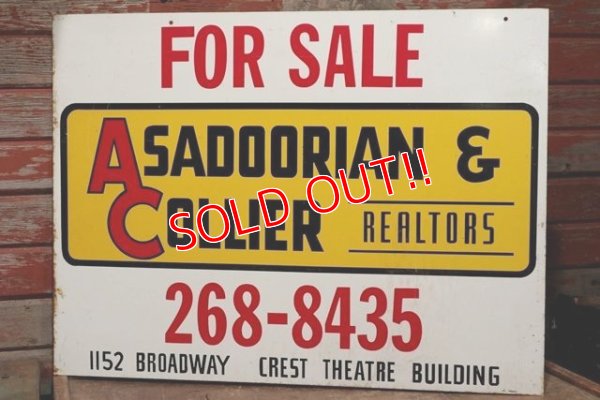 FOR SALE
ASADOORIAN &
COLLIER REALTORS
SOLD OUT!!
268-8435
1152 BROADWAY CREST THEATRE BUILDING